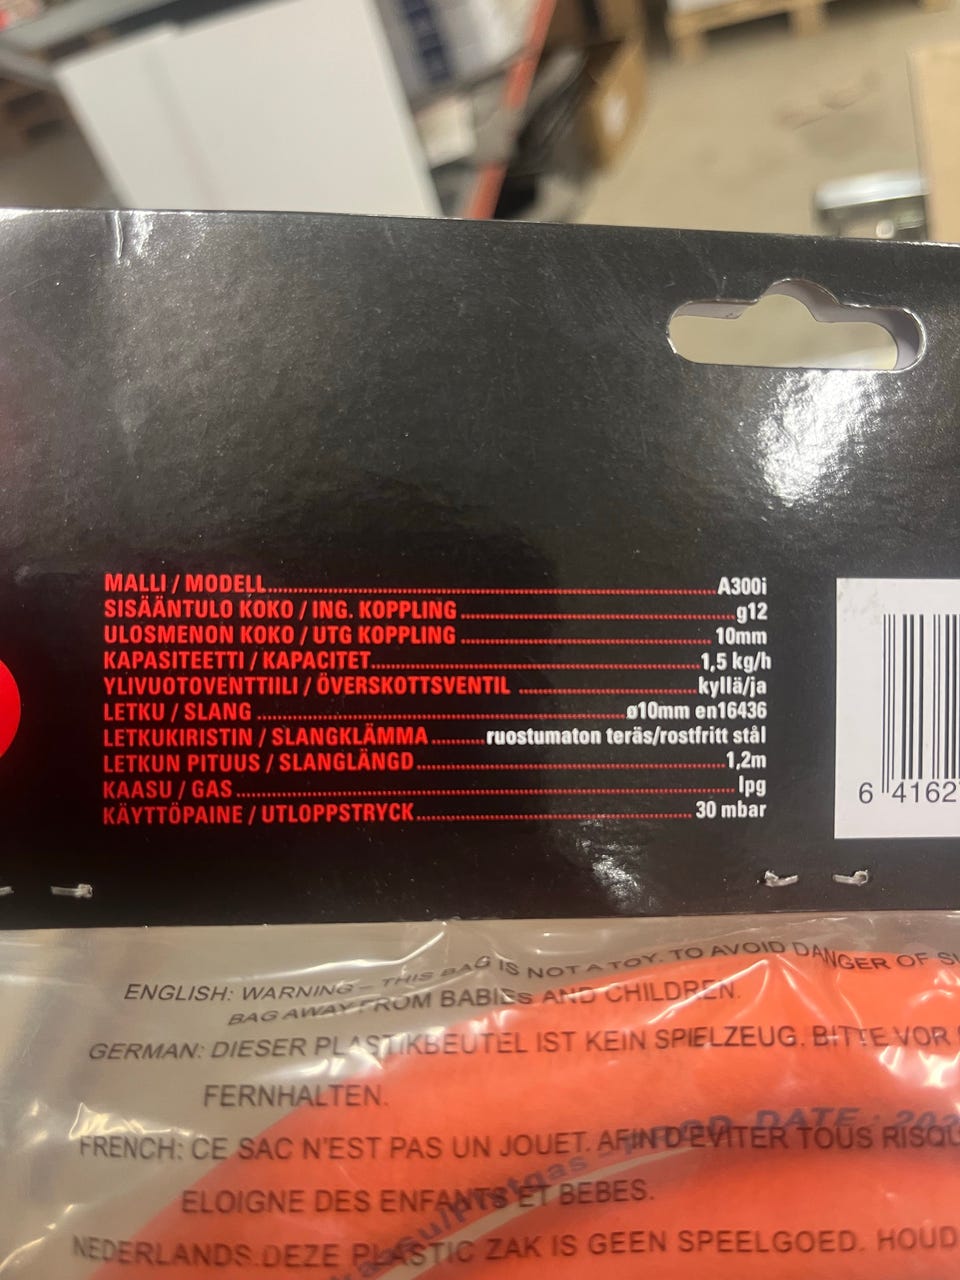 MALLI / MODELL A300i
SISÄÄNTULO KOKO / ING. KOPPLING g12
ULOSMENON KOKO / UTG KOPPLING 10mm
KAPASITEETTI / KAPACITET 1,5 kg/h
YLIVUOTOVENTTIILI / ÖVERSKOTTSVENTIL kyllä/ja
LETKU / SLANG ø10mm en16436
LETKUKIRISTIN / SLANGKLÄMMA ruostumaton teräs/rostfritt stål
LETKUN PITUUS / SLANGLÄNGD 1,2m
KAASU / GAS lpg
KÄYTTÖPAINE / UTLOPPSTRYCK 30 mbar
6 4162
ENGLISH: WARNING – THIS BAG IS NOT A TOY. TO AVOID DANGER OF
BAG AWAY FROM BABIES AND CHILDREN.
GERMAN: DIESER PLASTIKBEUTEL IST KEIN SPIELZEUG. BITTE VOR
FERNHALTEN.
FRENCH: CE SAC N'EST PAS UN JOUET. AFIN D'EVITER TOUS
ELOIGNE DES ENFANTS ET BEBES.
NEDERLANDS. DEZE PLASTIC ZAK IS GEEN SPEELGOED.
PROD DATE :